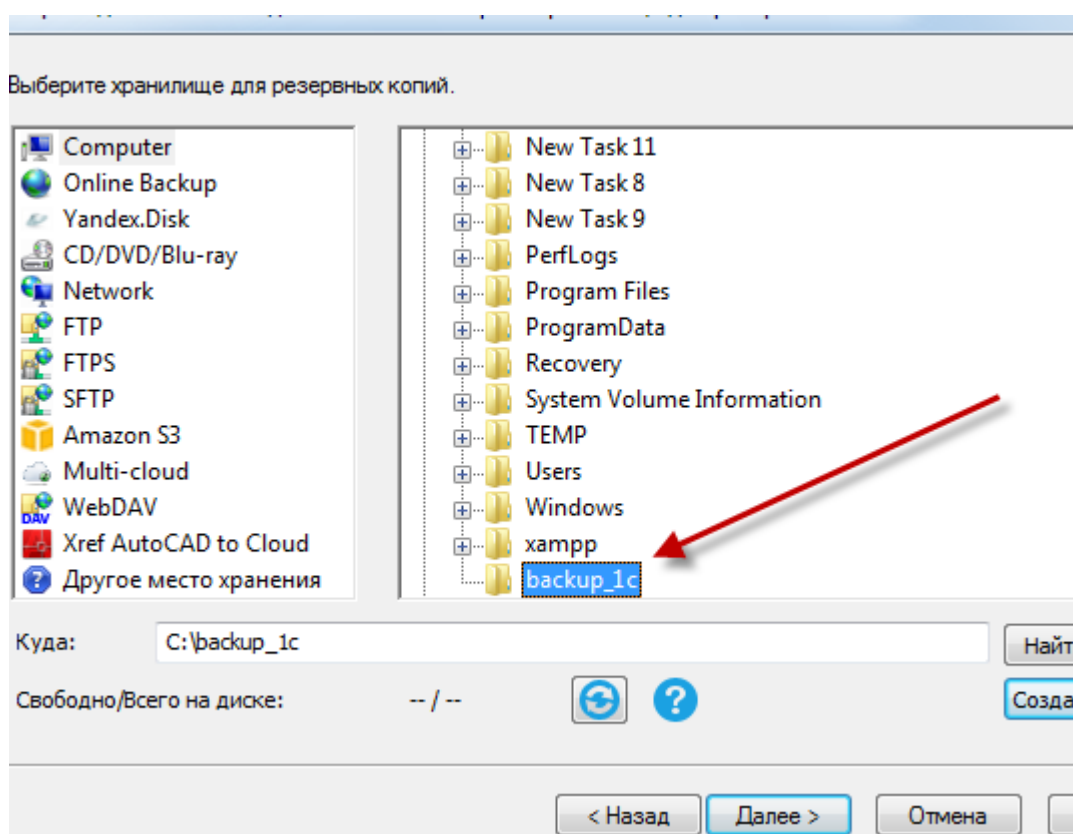 Выберите хранилище для резервных копий.
Computer
Online Backup
Yandex.Disk
CD/DVD/Blu-ray
Network
FTP
FTPS
SFTP
Amazon S3
Multi-cloud
WebDAV
DAV
Xref AutoCAD to Cloud
Другое место хранения
New Task 11
New Task 8
New Task 9
PerfLogs
Program Files
ProgramData
Recovery
System Volume Information
TEMP
Users
Windows
xampp
backup_1c
Куда:
C:\backup_1c
Найт
Свободно/Всего на диске:
-- / --
Созда
< Назад
Далее >
Отмена